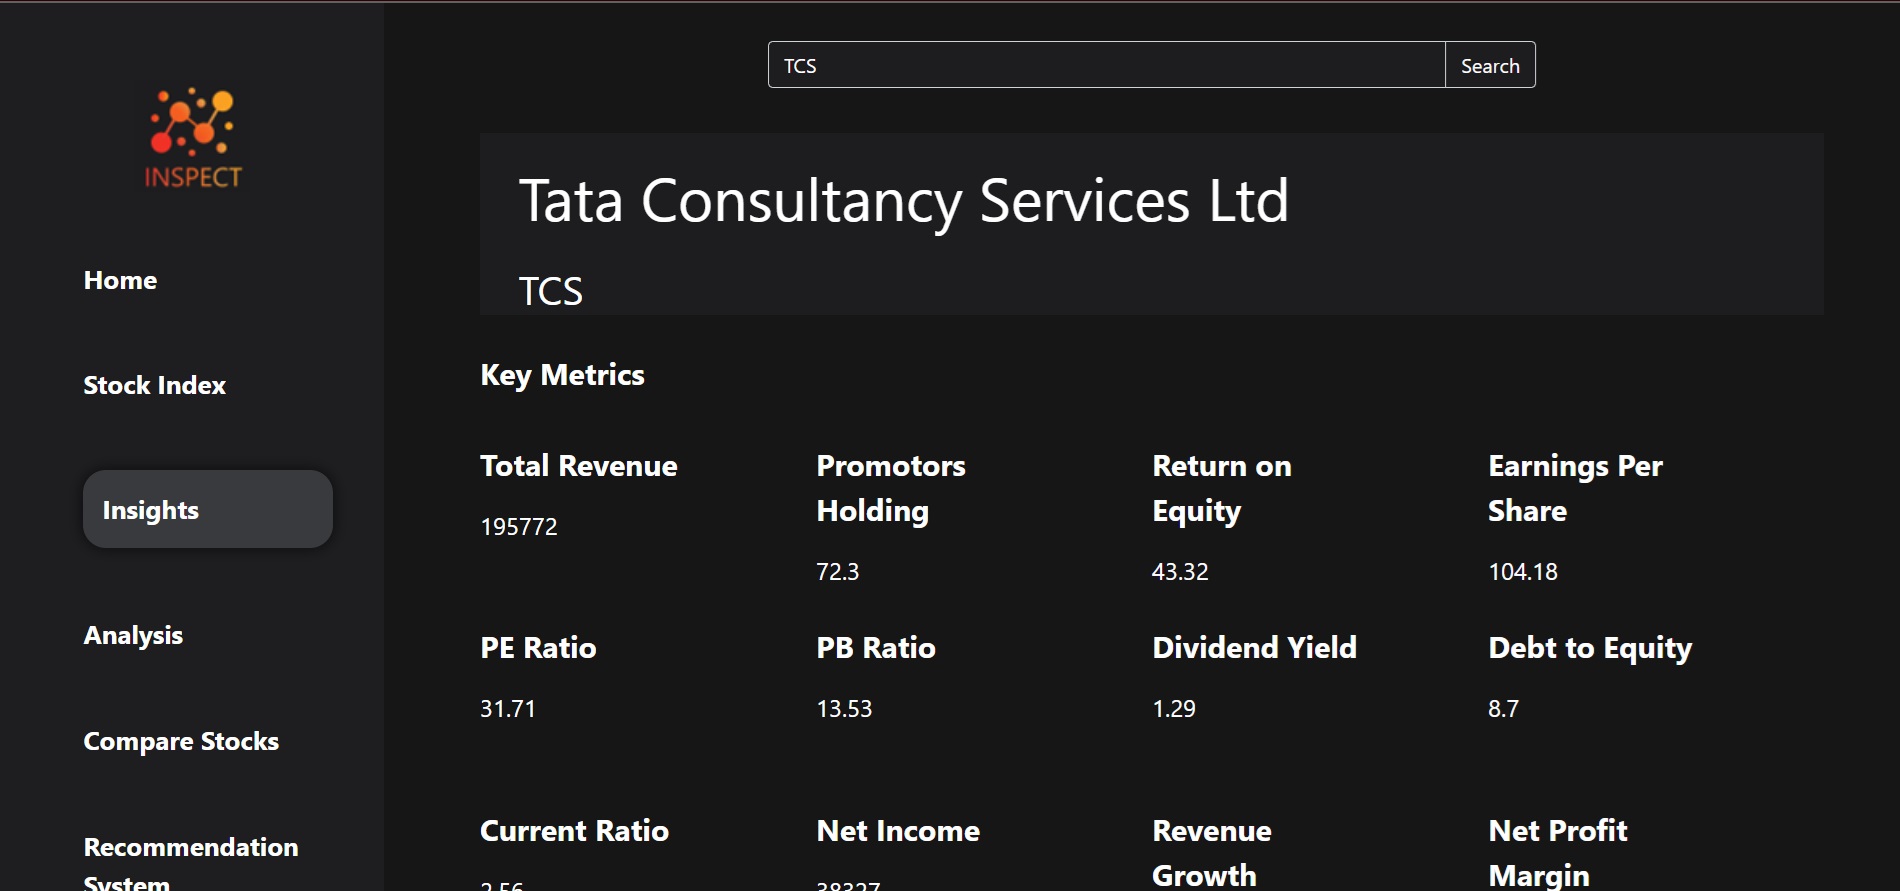 TCS
Search
INSPECT
Home
Stock Index
Insights
Analysis
Compare Stocks
Recommendation
System
Tata Consultancy Services Ltd
TCS
Key Metrics
Total Revenue
195772
Promotors
Holding
72.3
Return on
Equity
43.32
Earnings Per
Share
104.18
PE Ratio
31.71
PB Ratio
13.53
Dividend Yield
1.29
Debt to Equity
8.7
Current Ratio
2.56
Net Income
38327
Revenue
Growth
Net Profit
Margin